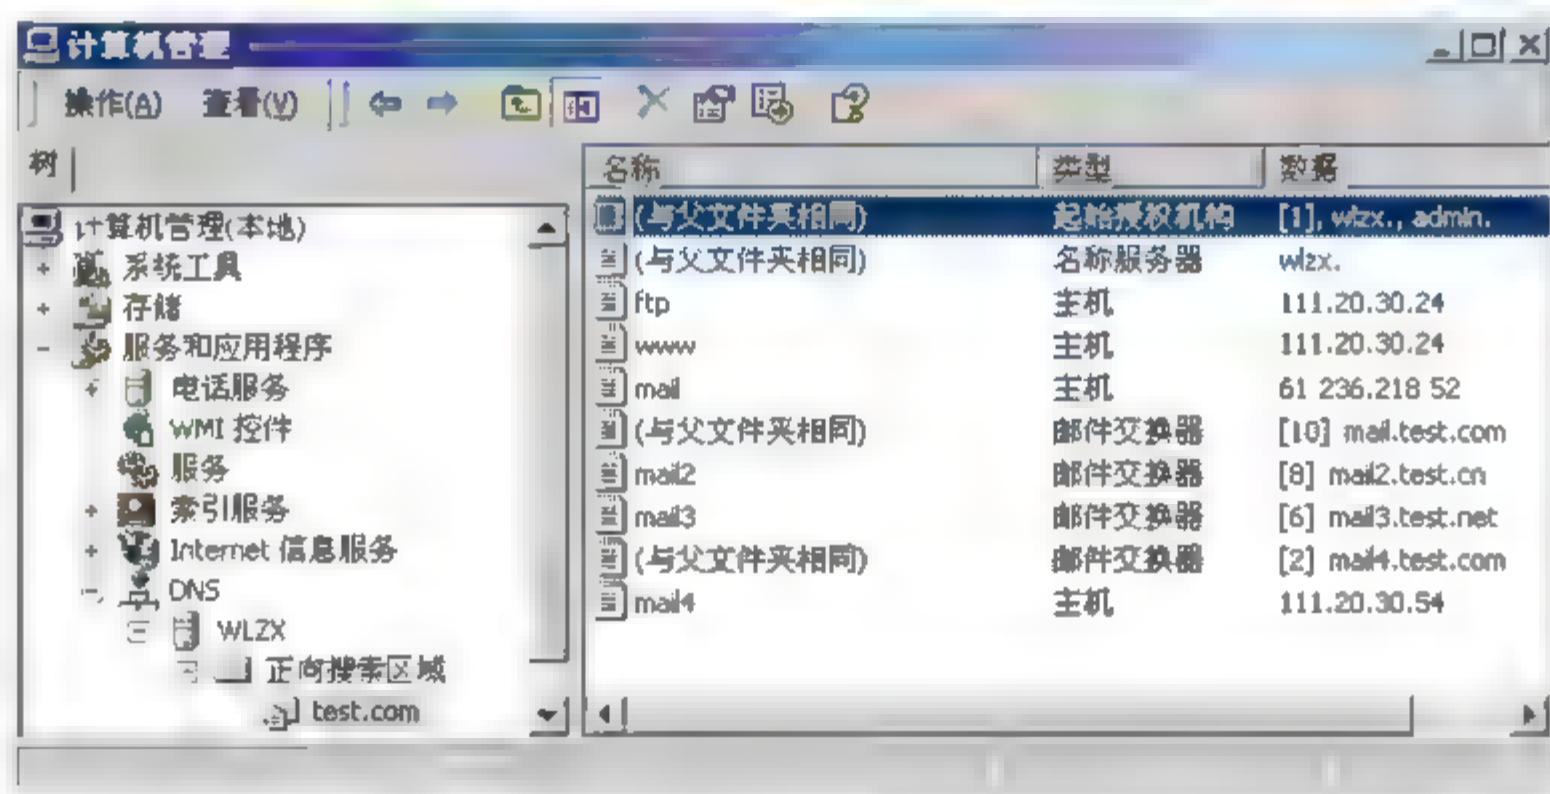 计算机管理
操作(A) 查看(V)
树
计算机管理(本地)
系统工具
存储
服务和应用程序
电话服务
WMI 控件
服务
索引服务
Internet 信息服务
DNS
WLZX
正向搜索区域
test.com
名称 类型 数据
(与父文件夹相同) 起始授权机构 [1], wlzx., admin.
(与父文件夹相同) 名称服务器 wlzx.
ftp 主机 111.20.30.24
www 主机 111.20.30.24
mail 主机 61 236.218 52
(与父文件夹相同) 邮件交换器 [10] mail.test.com
mail2 邮件交换器 [8] mail2.test.cn
mail3 邮件交换器 [6] mail3.test.net
(与父文件夹相同) 邮件交换器 [2] mail4.test.com
mail4 主机 111.20.30.54